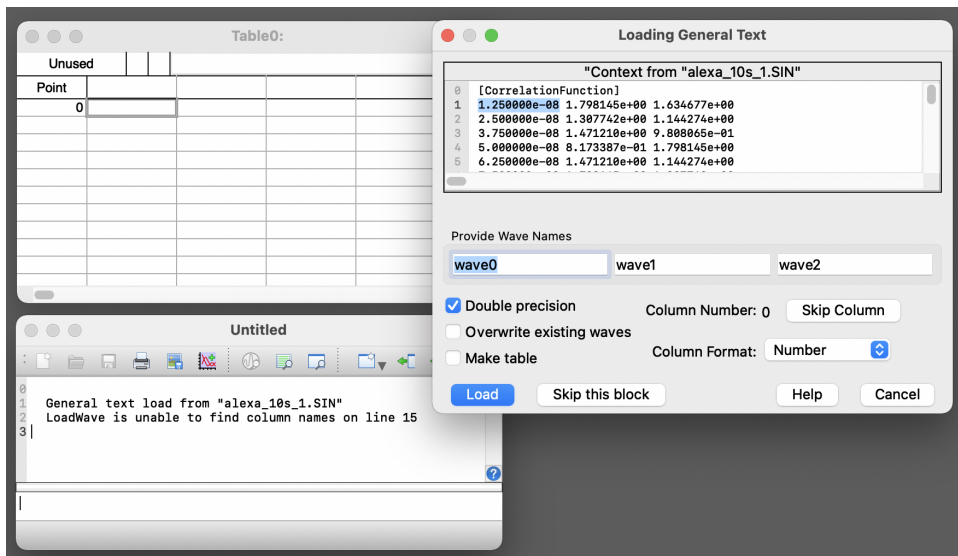 Table0:
Unused
Point
0
Loading General Text
"Context from "alexa_10s_1.SIN"
0 [CorrelationFunction]
1 1.250000e-08 1.798145e+00 1.634677e+00
2 2.500000e-08 1.307742e+00 1.144274e+00
3 3.750000e-08 1.471210e+00 9.808065e-01
4 5.000000e-08 8.173387e-01 1.798145e+00
5 6.250000e-08 1.471210e+00 1.144274e+00
Provide Wave Names
wave0 wave1 wave2
Double precision
Overwrite existing waves
Make table
Column Number: 0 Skip Column
Column Format: Number
Load Skip this block Help Cancel
Untitled
0
1 General text load from "alexa_10s_1.SIN"
2 LoadWave is unable to find column names on line 15
3
?